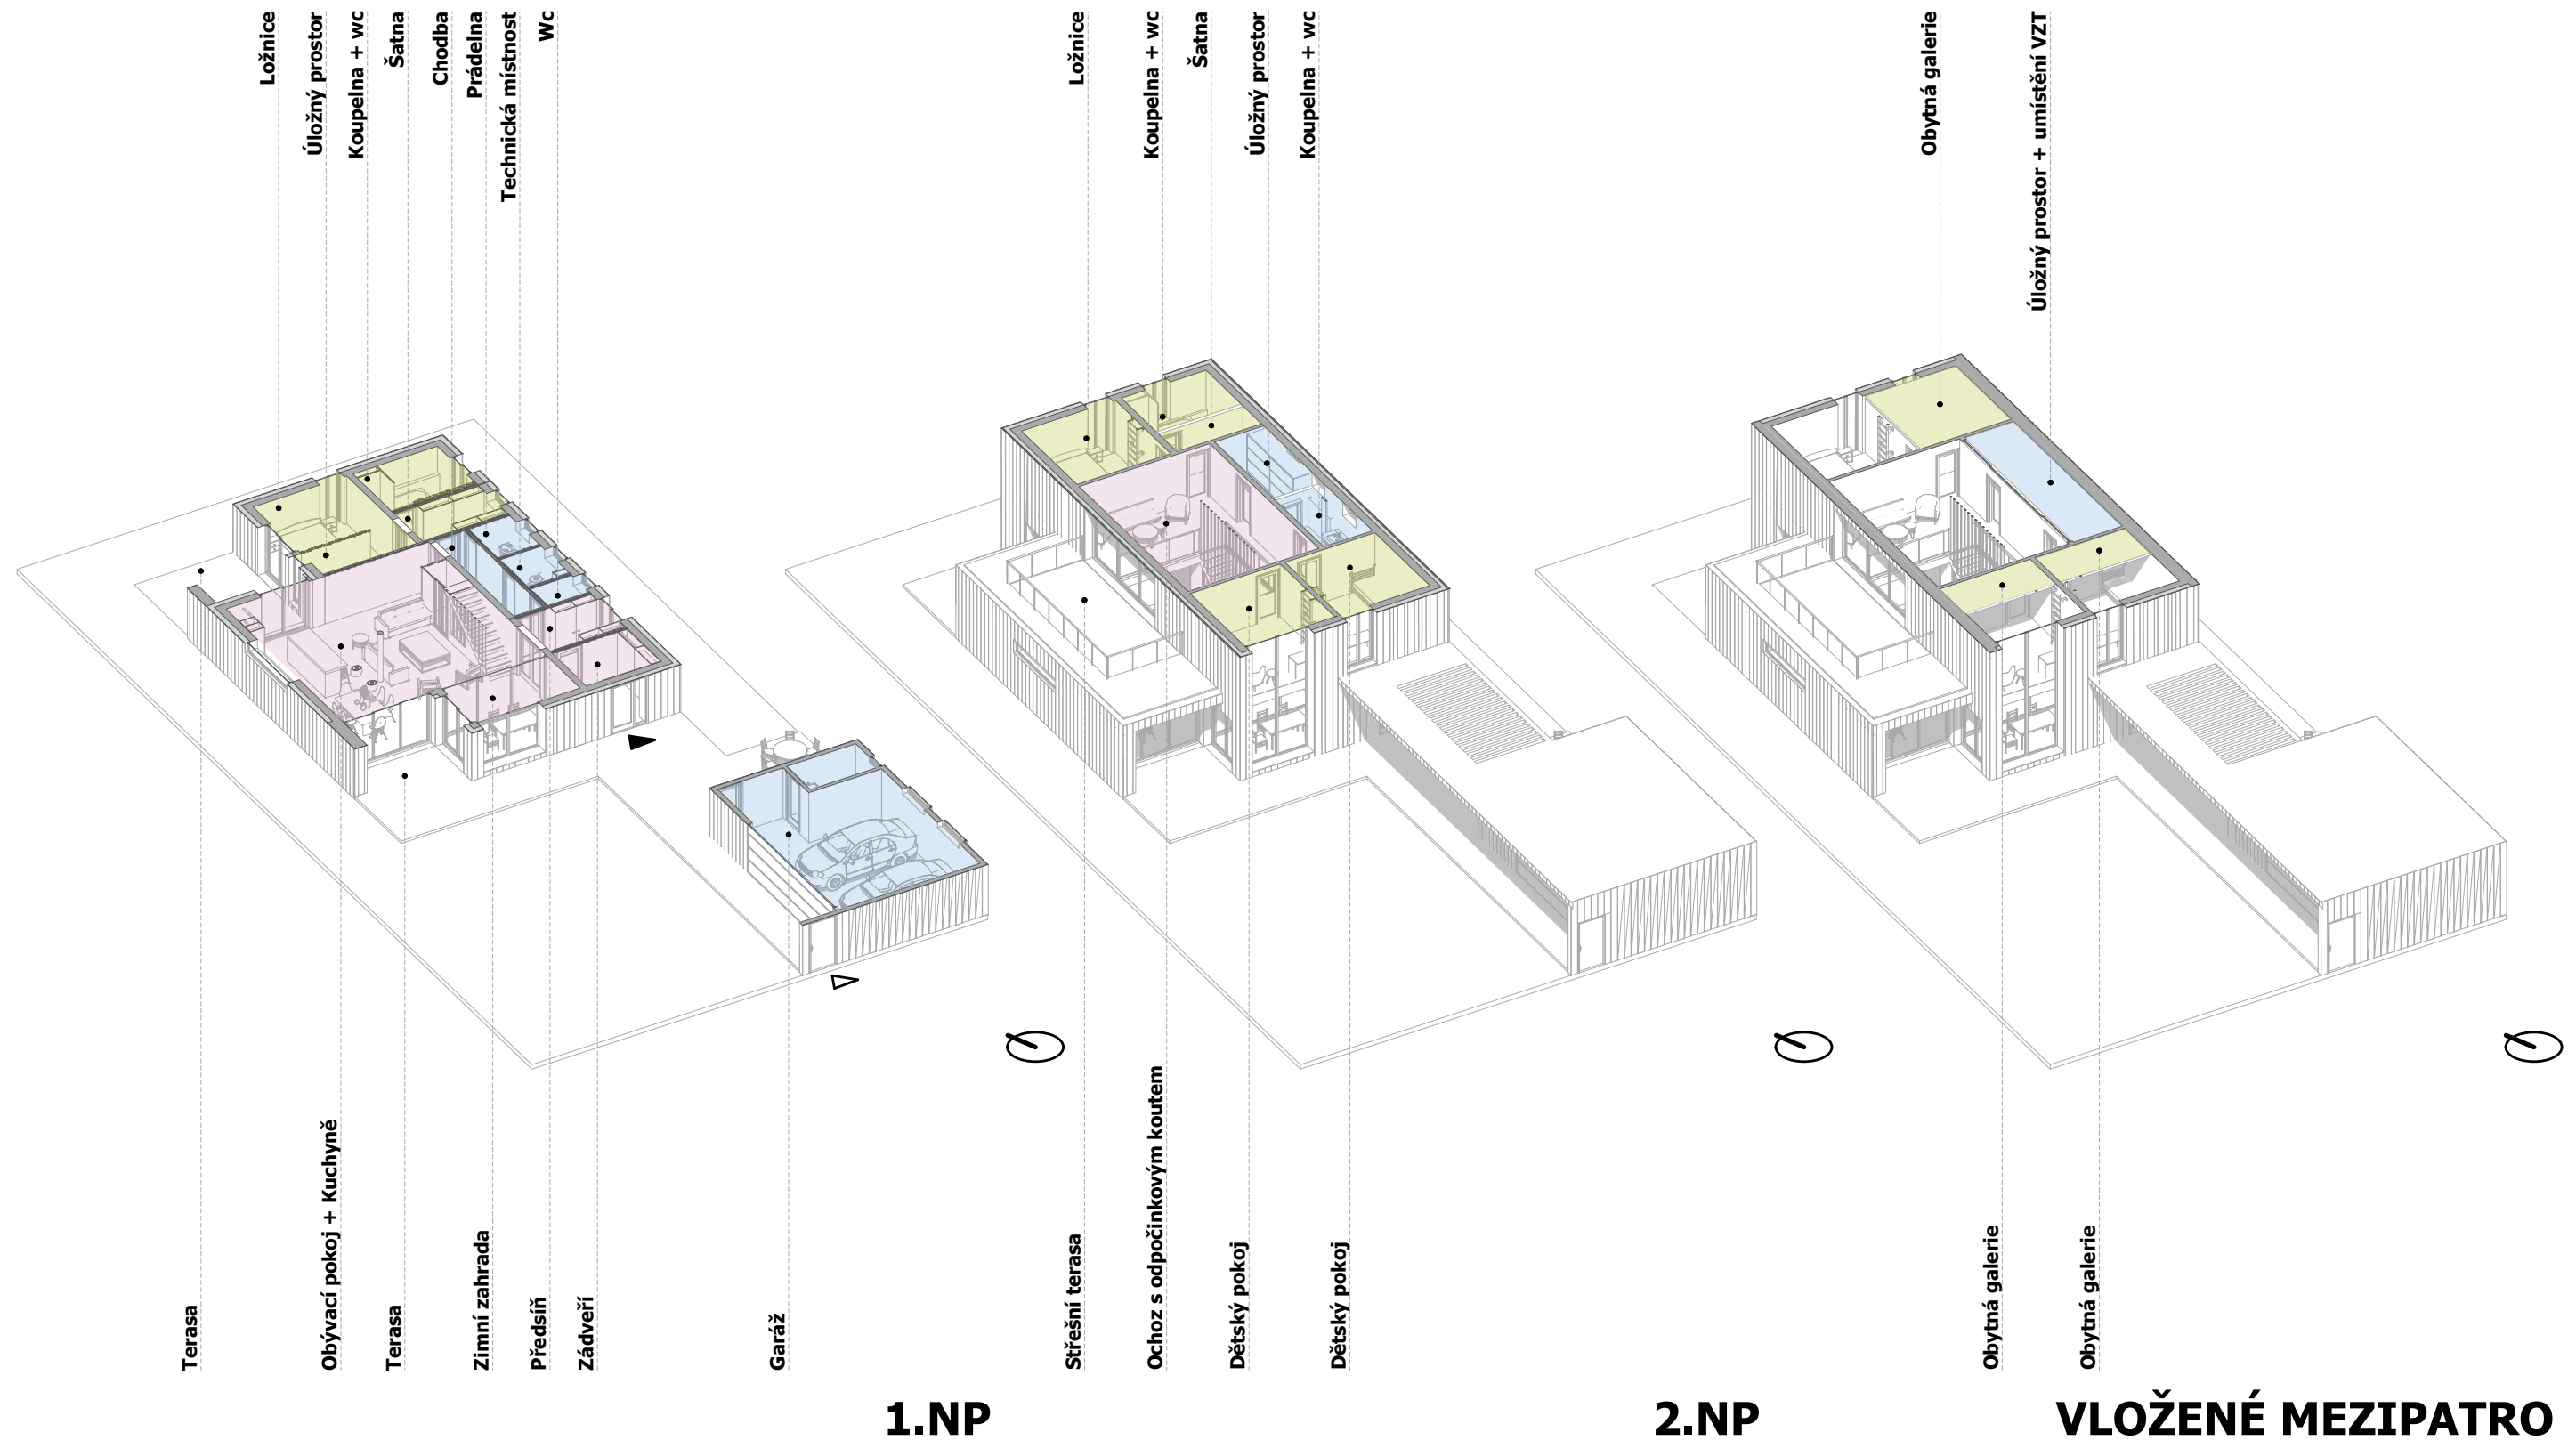 Ložnice
Úložný prostor
Koupelna + wc
Šatna
Chodba
Prádelna
Technická místnost
Wc
Ložnice
Koupelna + wc
Šatna
Úložný prostor
Koupelna + wc
Obytná galerie
Úložný prostor + umístění VZT
Terasa
Obývací pokoj + Kuchyně
Terasa
Zimní zahrada
Předsíň
Zádveří
Garáž
Střešní terasa
Ochoz s odpočinkovým koutem
Dětský pokoj
Dětský pokoj
Obytná galerie
Obytná galerie
1.NP
2.NP
VLOŽENÉ MEZIPATRO